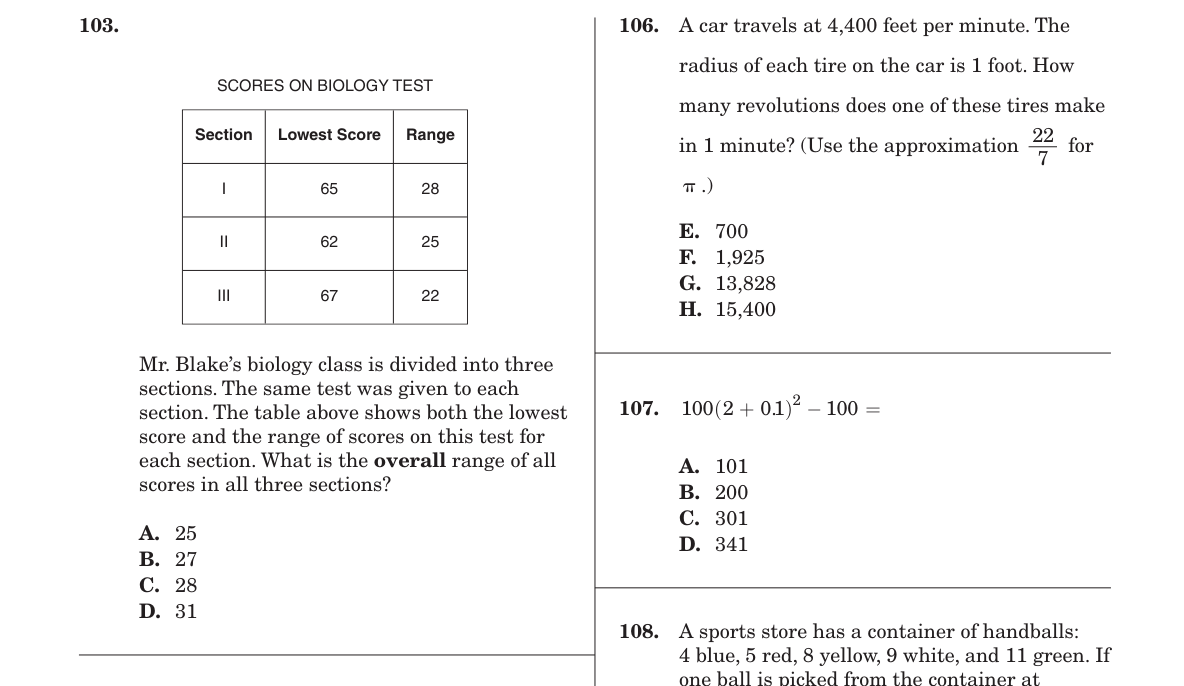 103.
SCORES ON BIOLOGY TEST
Section Lowest Score Range
I 65 28
II 62 25
III 67 22
Mr. Blake’s biology class is divided into three
sections. The same test was given to each
section. The table above shows both the lowest
score and the range of scores on this test for
each section. What is the overall range of all
scores in all three sections?
A. 25
B. 27
C. 28
D. 31
106. A car travels at 4,400 feet per minute. The
radius of each tire on the car is 1 foot. How
many revolutions does one of these tires make
in 1 minute? (Use the approximation 22/7 for
π .)
E. 700
F. 1,925
G. 13,828
H. 15,400
107. 100(2 + 0.1)² – 100 =
A. 101
B. 200
C. 301
D. 341
108. A sports store has a container of handballs:
4 blue, 5 red, 8 yellow, 9 white, and 11 green. If
one ball is picked from the container at